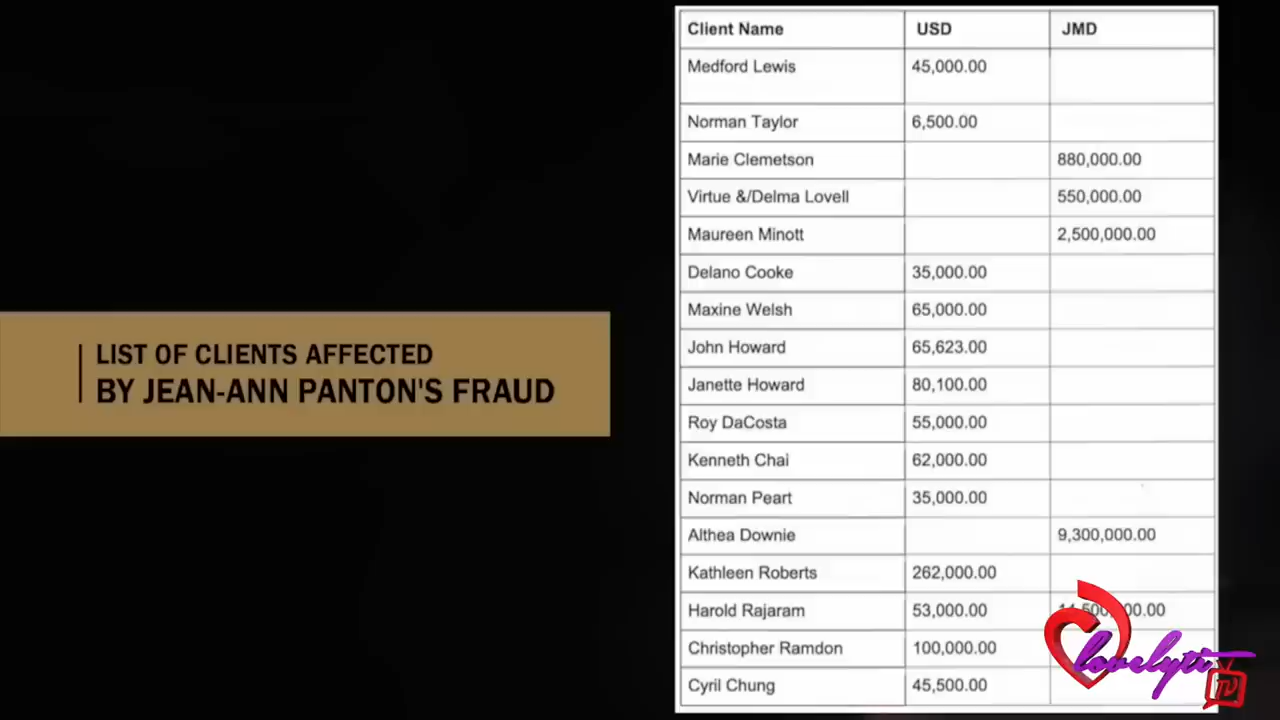 LIST OF CLIENTS AFFECTED
BY JEAN-ANN PANTON'S FRAUD
Client Name USD JMD
Medford Lewis 45,000.00
Norman Taylor 6,500.00
Marie Clemetson 880,000.00
Virtue &/Delma Lovell 550,000.00
Maureen Minott 2,500,000.00
Delano Cooke 35,000.00
Maxine Welsh 65,000.00
John Howard 65,623.00
Janette Howard 80,100.00
Roy DaCosta 55,000.00
Kenneth Chai 62,000.00
Norman Peart 35,000.00
Althea Downie 9,300,000.00
Kathleen Roberts 262,000.00
Harold Rajaram 53,000.00
Christopher Ramdon 100,000.00
Cyril Chung 45,500.00
lovelyti
TV